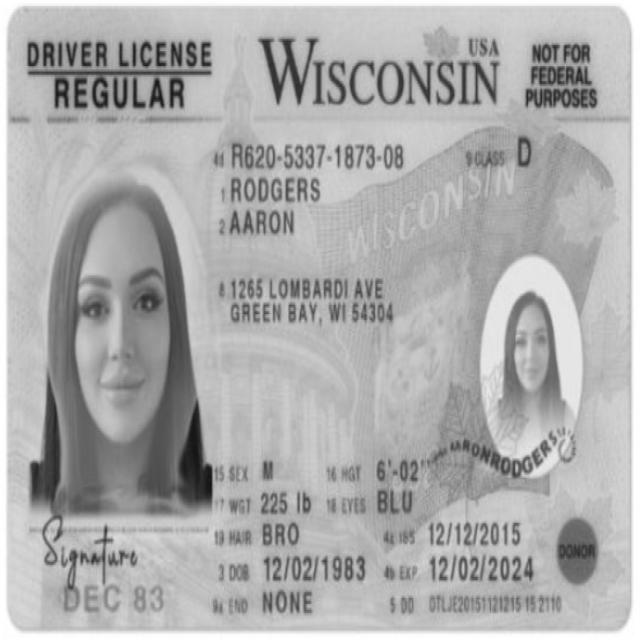 DRIVER LICENSE
REGULAR
WISCONSIN USA
NOT FOR
FEDERAL
PURPOSES
4d R620-5337-1873-08
9 CLASS D
1 RODGERS
2 AARON
WISCONSIN
8 1265 LOMBARDI AVE
GREEN BAY, WI 54304
AARONRODGERS
15 SEX M 16 HGT 6'-02"
17 WGT 225 lb 18 EYES BLU
19 HAIR BRO 4a ISS 12/12/2015
3 DOB 12/02/1983 4b EXP 12/02/2024
9a END NONE 5 DD OTLJE20151121215 15 2110
DONOR
Signature
DEC 83